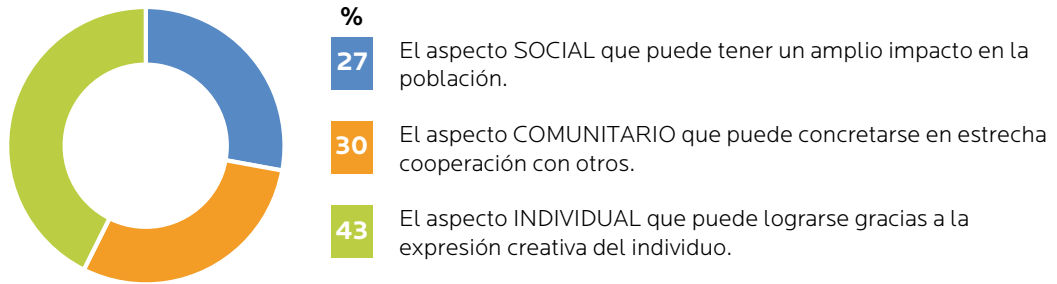 %
27
El aspecto SOCIAL que puede tener un amplio impacto en la
población.
30
El aspecto COMUNITARIO que puede concretarse en estrecha
cooperación con otros.
43
El aspecto INDIVIDUAL que puede lograrse gracias a la
expresión creativa del individuo.